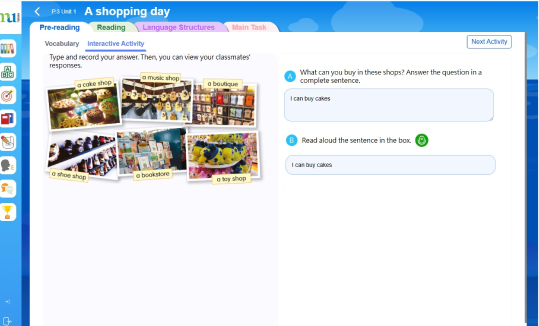 P.3 Unit 1 A shopping day
Pre-reading Reading Language Structures Main Task
Vocabulary Interactive Activity
Next Activity
Type and record your answer. Then, you can view your classmates'
responses.
a cake shop
a music shop
a boutique
a shoe shop
a bookstore
a toy shop
A What can you buy in these shops? Answer the question in a
complete sentence.
I can buy cakes
B Read aloud the sentence in the box.
I can buy cakes